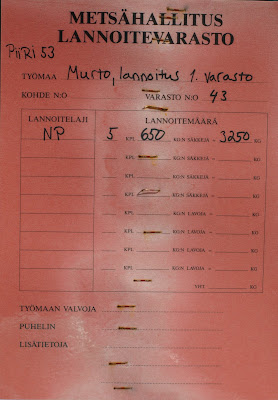 METSÄHALLITUS
LANNOITEVARASTO
PiiRi 53
TYÖMAA Murto, lannoitus 1. varasto
KOHDE N:O VARASTO N:O 43
LANNOITELAJI LANNOITEMÄÄRÄ
NP 5 KPL 650 KG:N SÄKKEJÄ = 3250 KG
KPL KG:N SÄKKEJÄ = KG
KPL KG:N SÄKKEJÄ = KG
KPL KG:N SÄKKEJÄ = KG
KPL KG:N LAVOJA = KG
KPL KG:N LAVOJA = KG
KPL KG:N LAVOJA = KG
KPL KG:N LAVOJA = KG
YHT. KG
TYÖMAAN VALVOJA
PUHELIN
LISÄTIETOJA